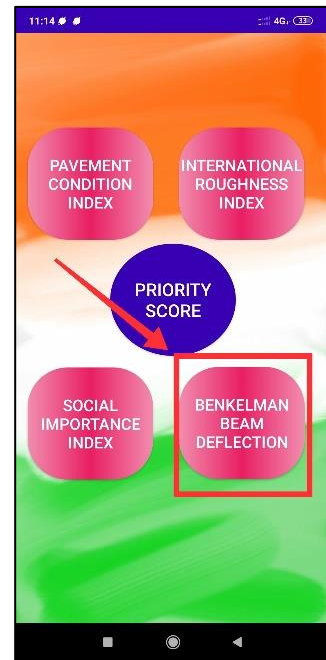 11:14
4G
33
PAVEMENT
CONDITION
INDEX
INTERNATIONAL
ROUGHNESS
INDEX
PRIORITY
SCORE
SOCIAL
IMPORTANCE
INDEX
BENKELMAN
BEAM
DEFLECTION